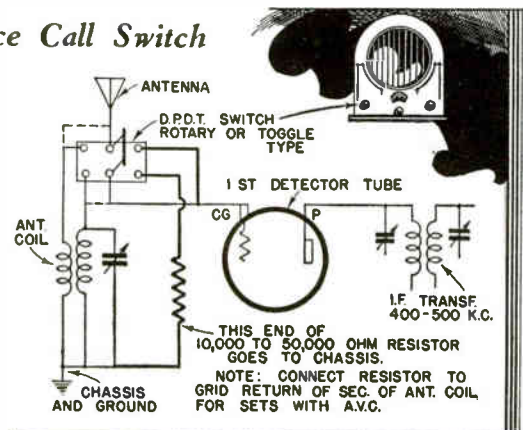 ce Call Switch
ANTENNA
D.P.D.T. SWITCH
ROTARY OR TOGGLE
TYPE
1 ST DETECTOR TUBE
CG
P
ANT.
COIL
I.F. TRANSF.
400-500 K.C.
THIS END OF
10,000 TO 50,000 OHM RESISTOR
GOES TO CHASSIS.
NOTE: CONNECT RESISTOR TO
GRID RETURN OF SEC. OF ANT. COIL
FOR SETS WITH A.V.C.
CHASSIS
AND GROUND